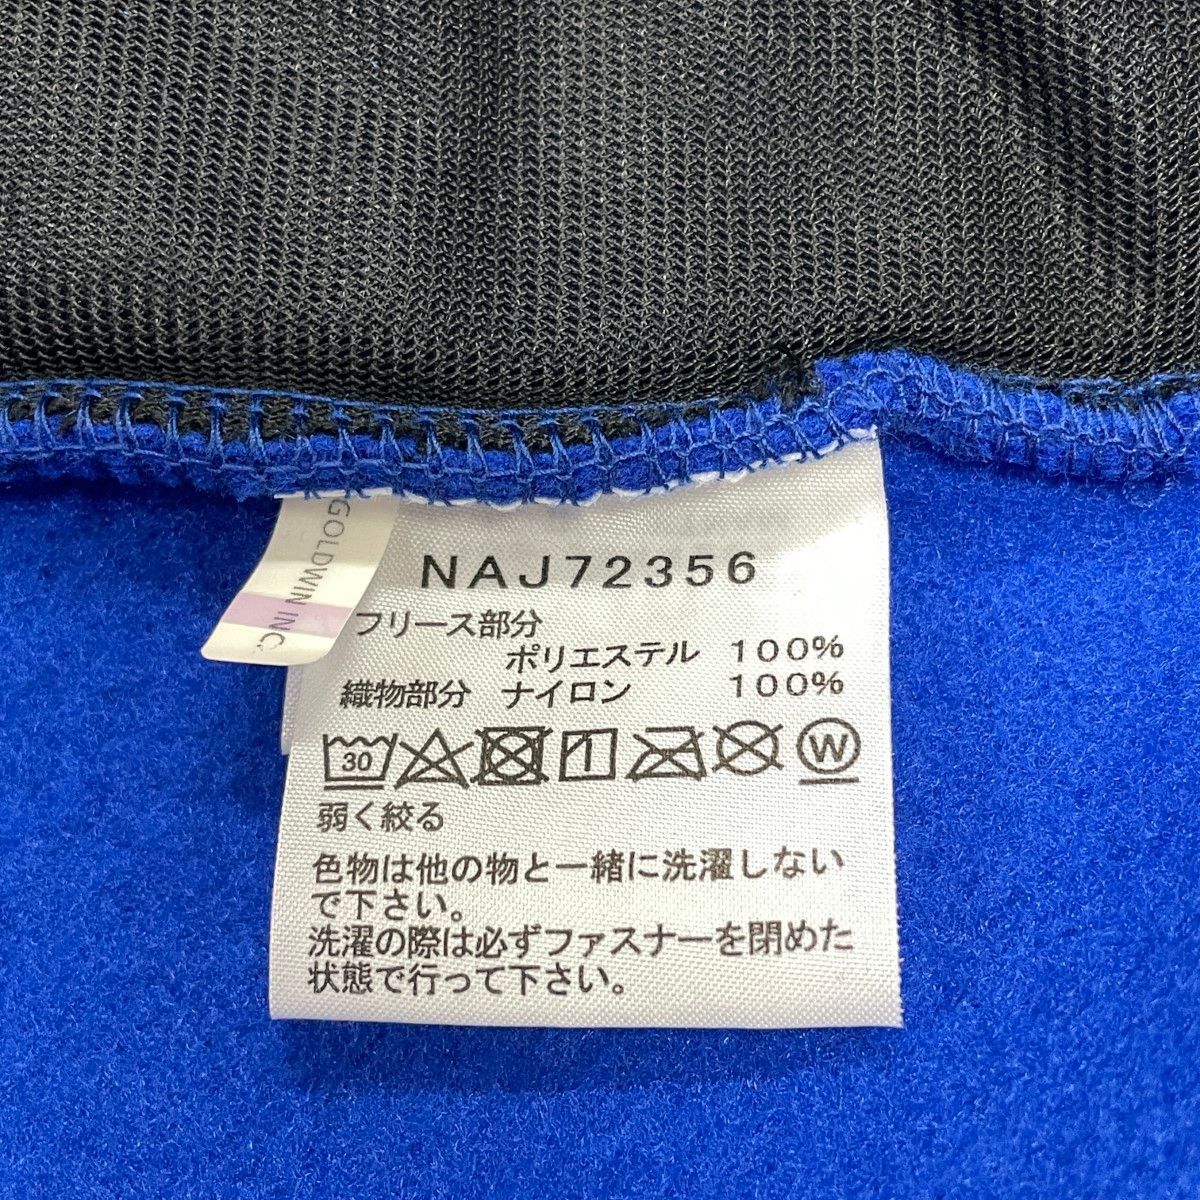 GOLDWIN INC.
NAJ72356
フリース部分
ポリエステル 100%
織物部分 ナイロン 100%
30 1 W
弱く絞る
色物は他の物と一緒に洗濯しない
で下さい。
洗濯の際は必ずファスナーを閉めた
状態で行って下さい。